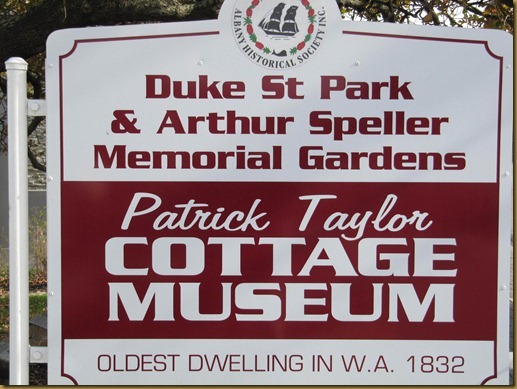 ALBANY HISTORICAL SOCIETY INC.
Duke St Park
& Arthur Speller
Memorial Gardens
Patrick Taylor
COTTAGE
MUSEUM
OLDEST DWELLING IN W.A. 1832